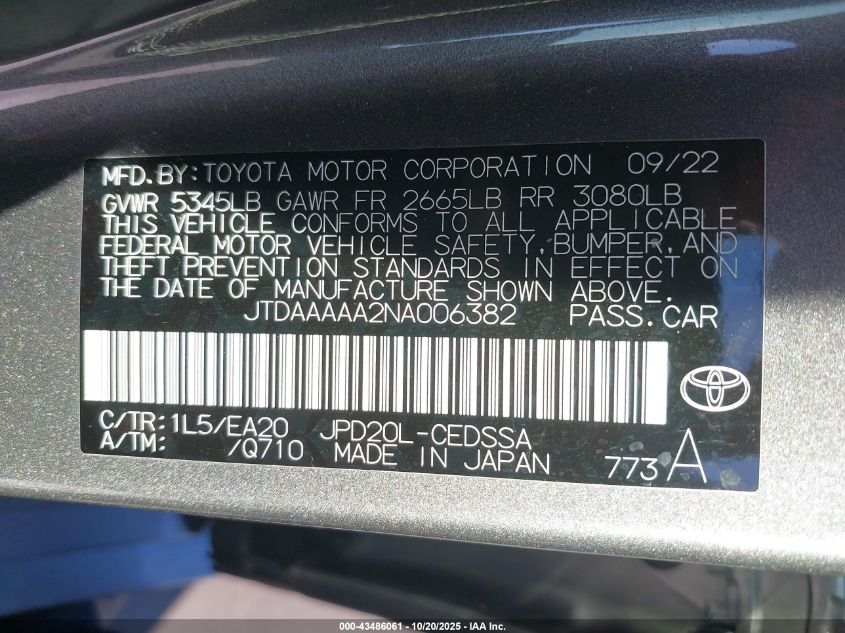 MFD.BY:TOYOTA MOTOR CORPORATION 09/22
GVWR 5345LB GAWR FR 2665LB RR 3080LB
THIS VEHICLE CONFORMS TO ALL APPLICABLE
FEDERAL MOTOR VEHICLE SAFETY,BUMPER,AND
THEFT PREVENTION STANDARDS IN EFFECT ON
THE DATE OF MANUFACTURE SHOWN ABOVE.
JTDAAAAA2NA006382 PASS.CAR
C/TR:1L5/EA20 JPD20L-CEDSSA
A/TM: /Q710 MADE IN JAPAN 773A
000-43486061 - 10/20/2025 - IAA Inc.